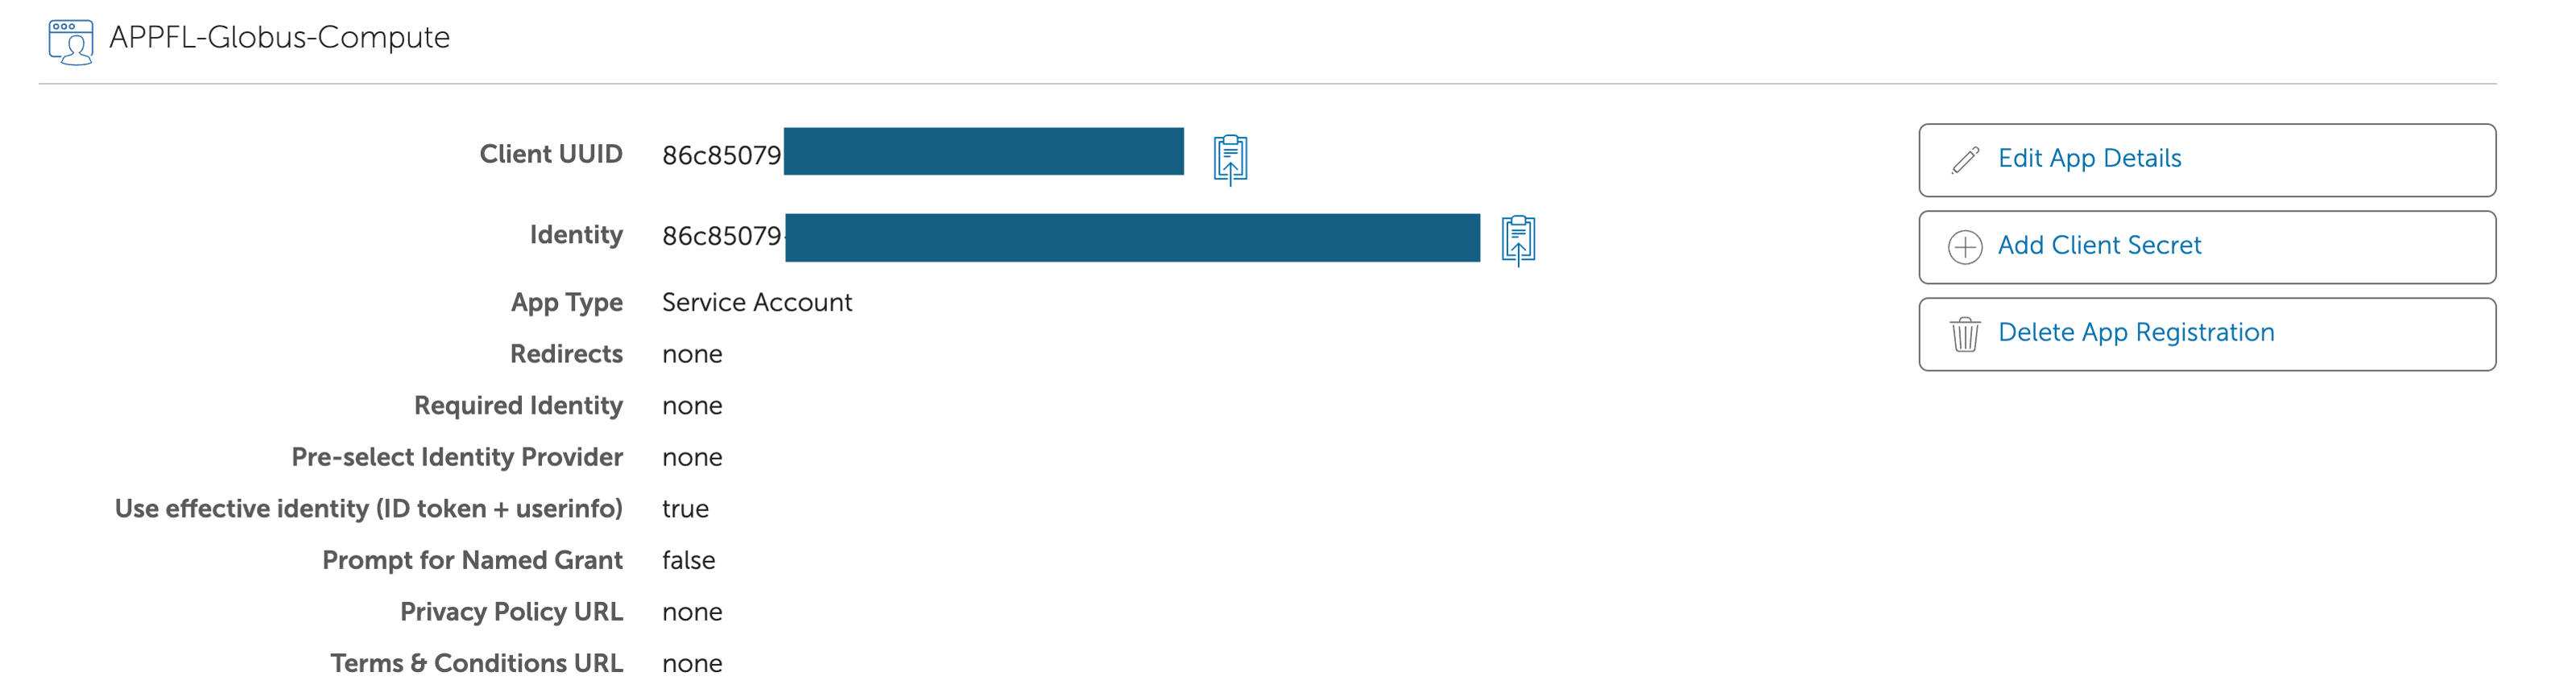 APPFL-Globus-Compute
Client UUID 86c85079
Edit App Details
Identity 86c85079-
Add Client Secret
App Type Service Account
Delete App Registration
Redirects none
Required Identity none
Pre-select Identity Provider none
Use effective identity (ID token + userinfo) true
Prompt for Named Grant false
Privacy Policy URL none
Terms & Conditions URL none